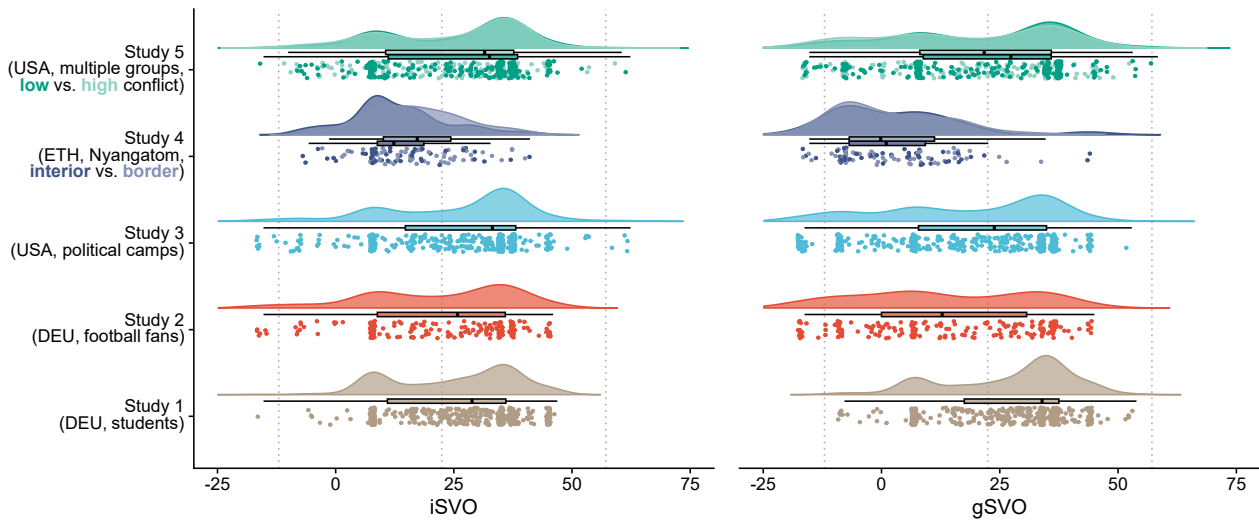 Study 5
(USA, multiple groups,
low vs. high conflict)
Study 4
(ETH, Nyangatom,
interior vs. border)
Study 3
(USA, political camps)
Study 2
(DEU, football fans)
Study 1
(DEU, students)
-25 0 25 50 75
iSVO
-25 0 25 50 75
gSVO